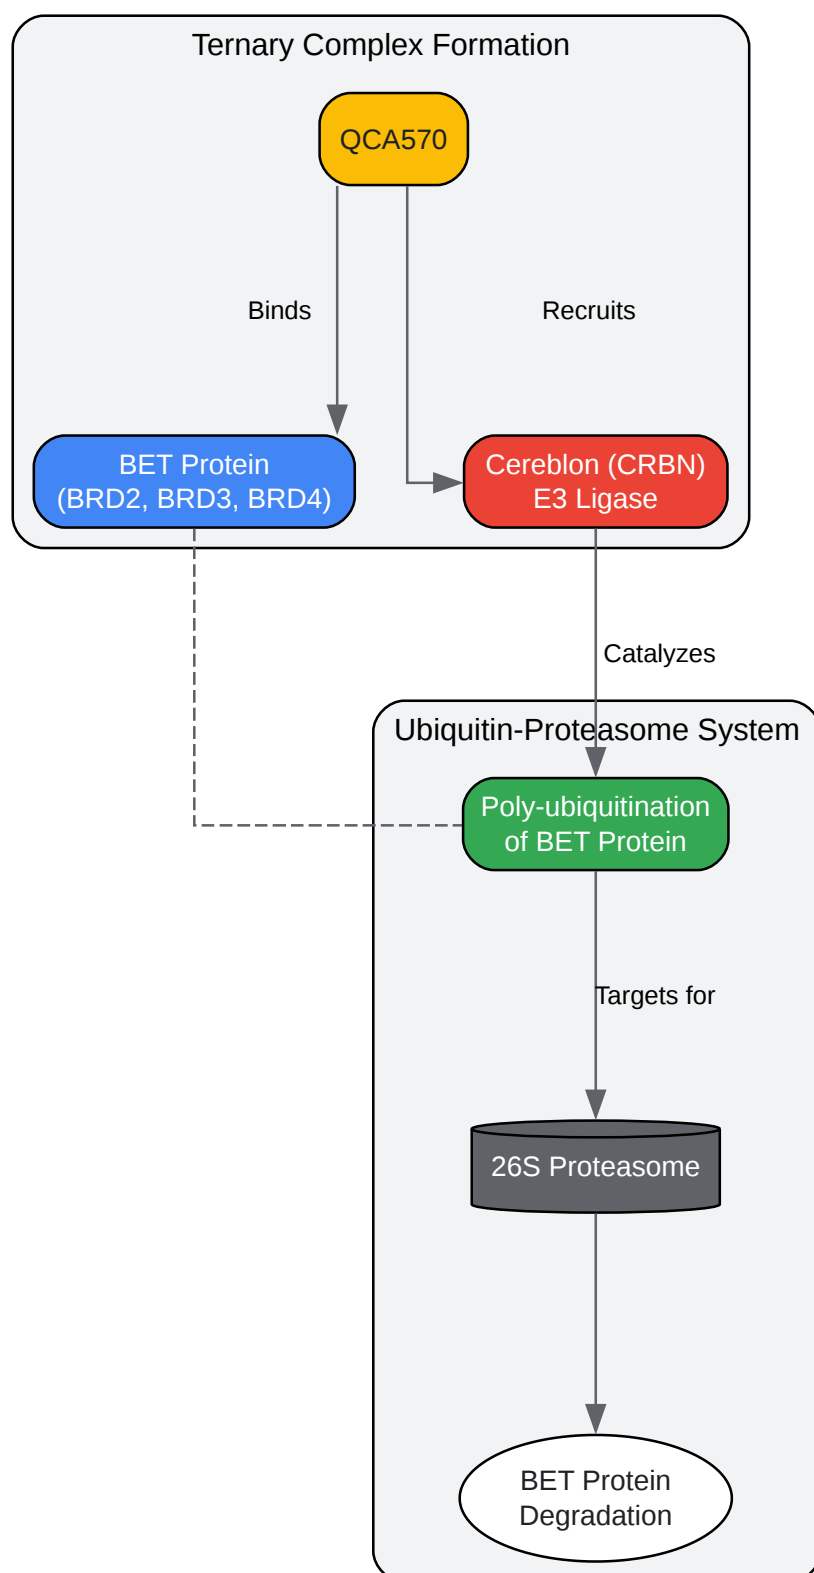 Ternary Complex Formation
QCA570
Binds
Recruits
BET Protein
(BRD2, BRD3, BRD4)
Cereblon (CRBN)
E3 Ligase
Catalyzes
Ubiquitin-Proteasome System
Poly-ubiquitination
of BET Protein
Targets for
26S Proteasome
BET Protein
Degradation